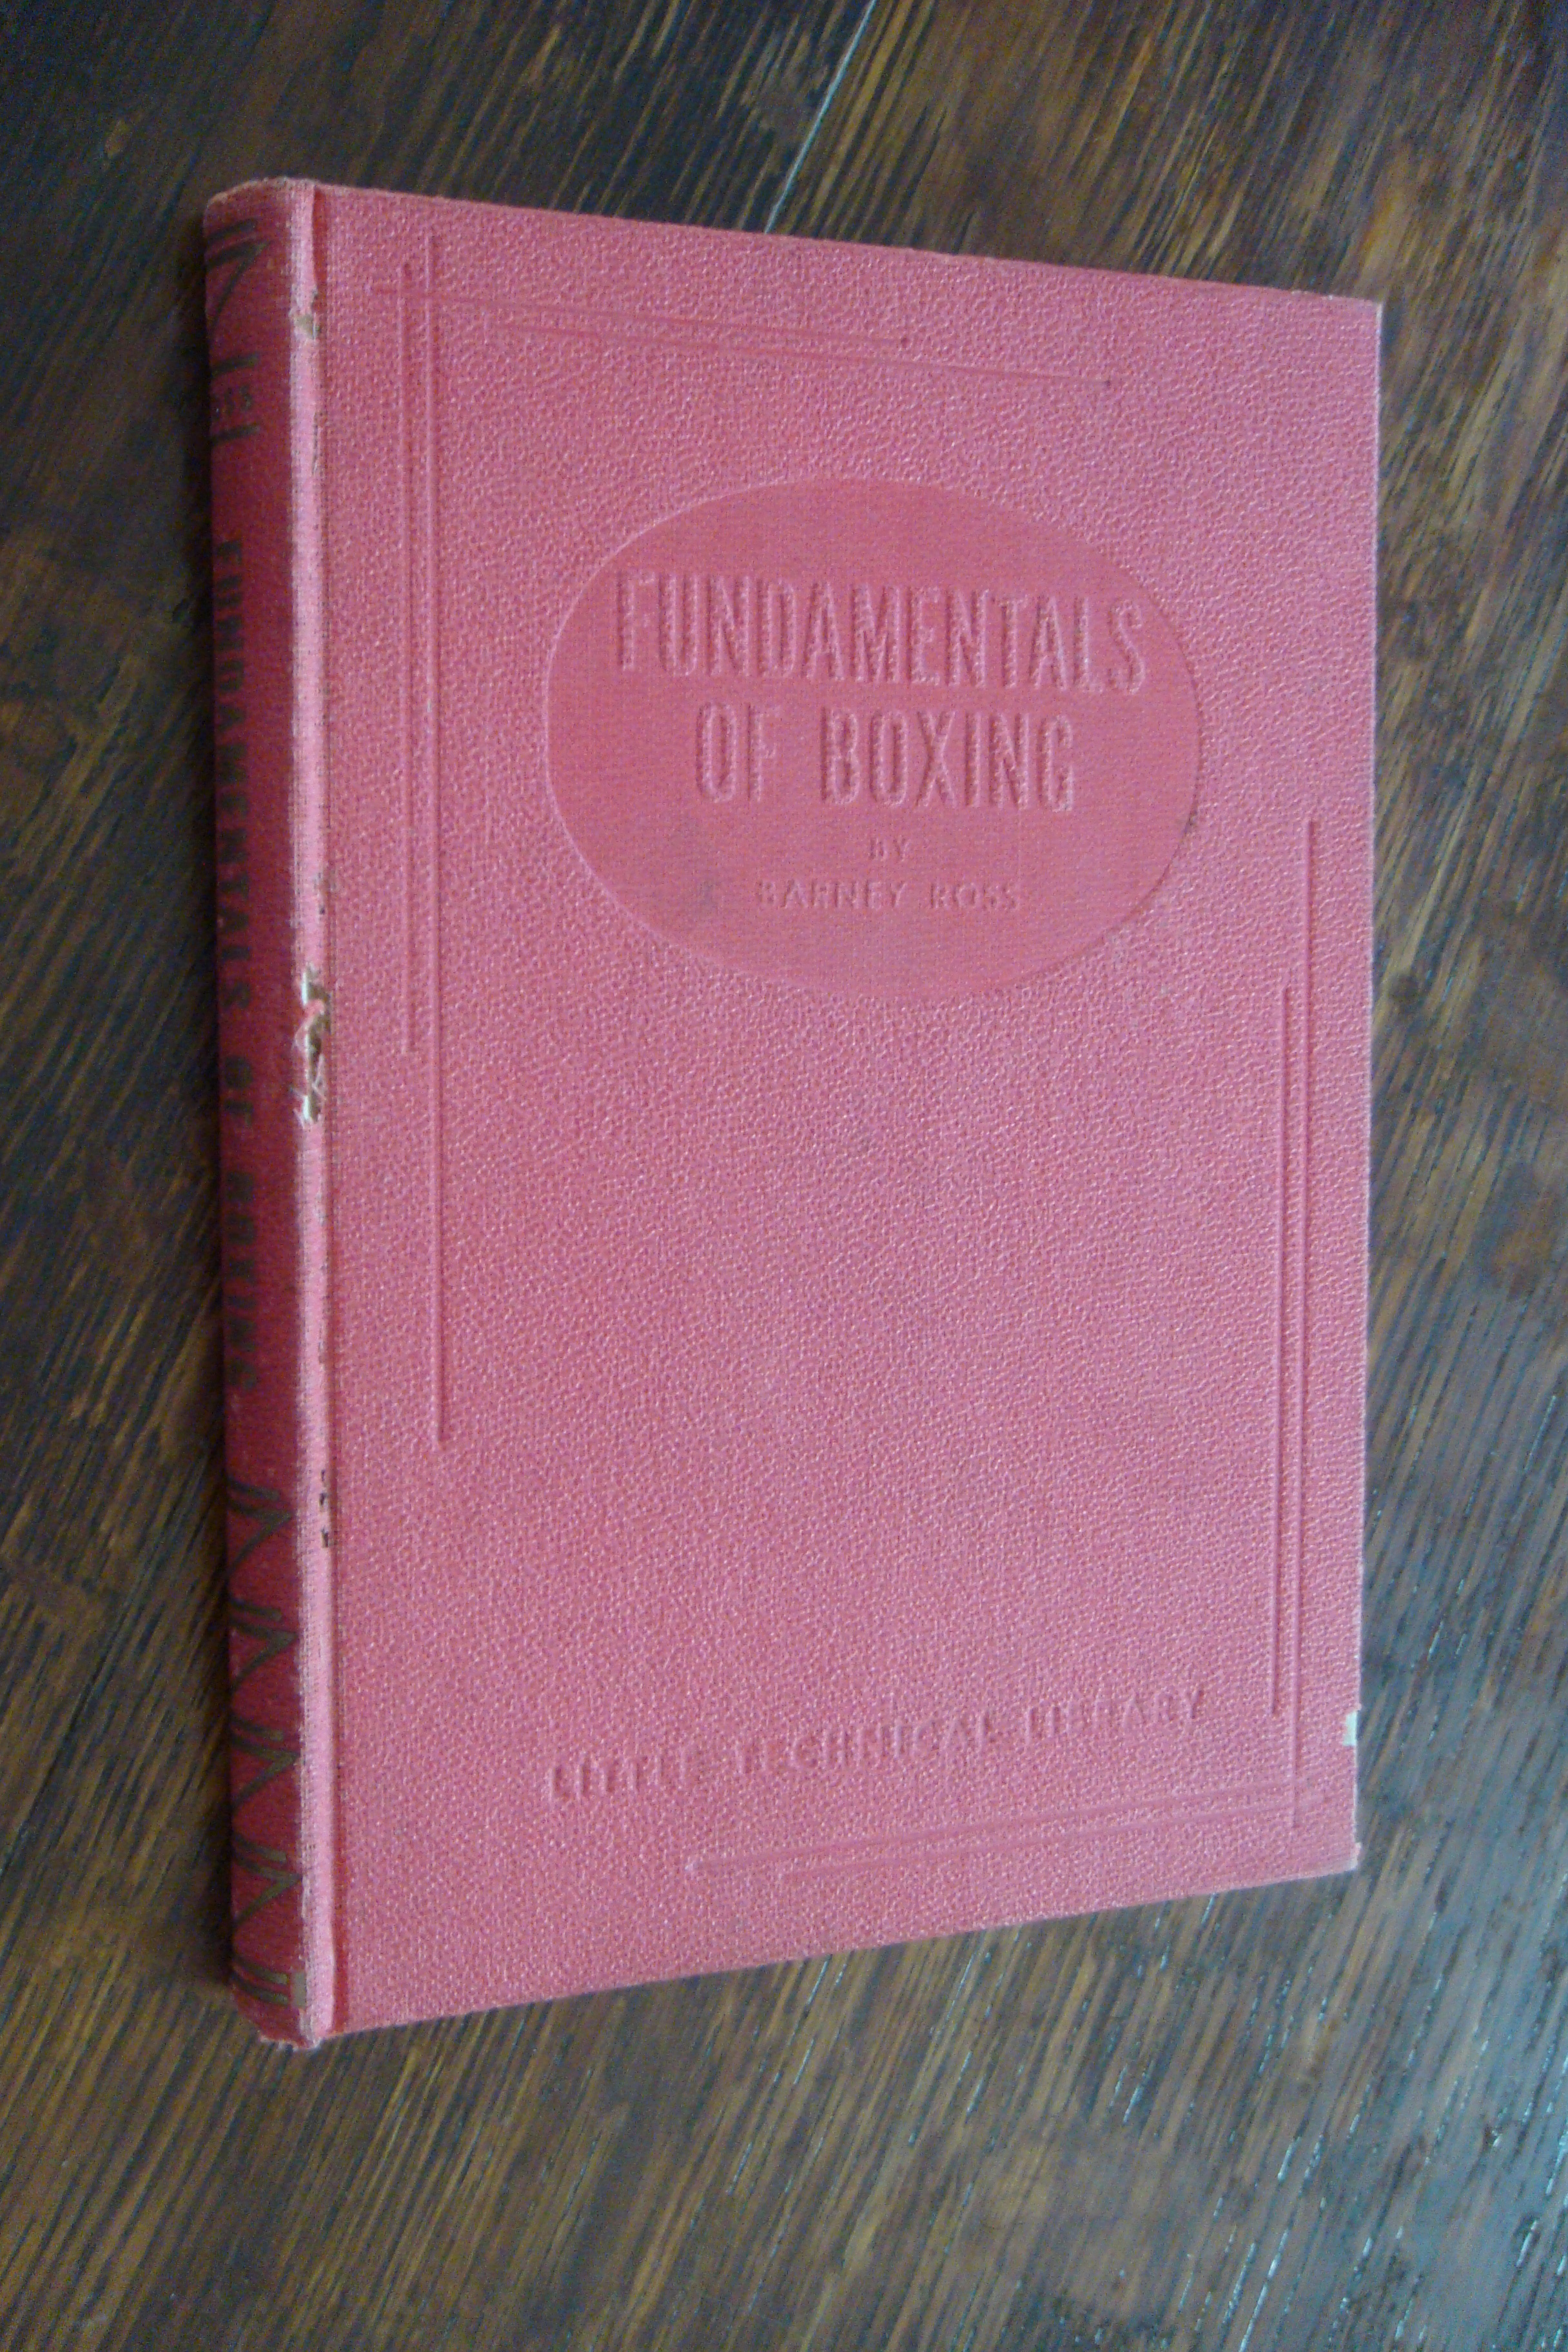 FUNDAMENTALS
OF BOXING
BY
BARNEY ROSS
LITTLE TECHNICAL LIBRARY
FUNDAMENTALS OF BOXING